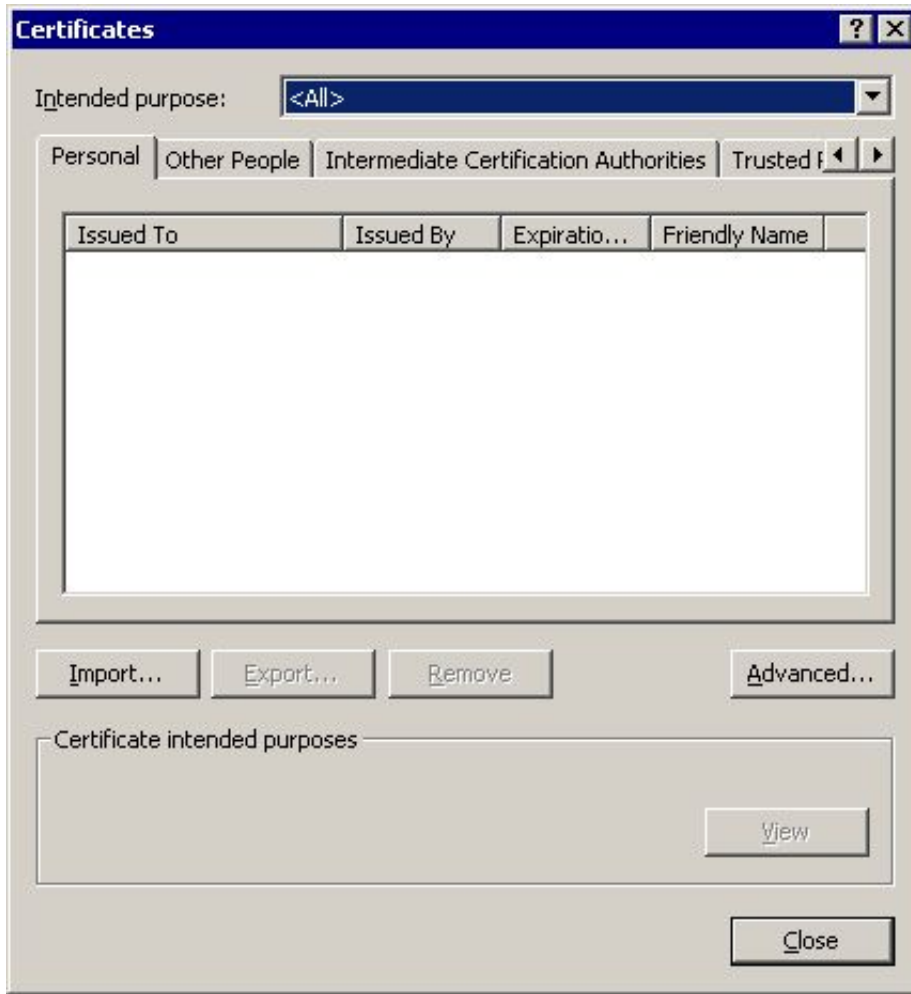 Certificates
Intended purpose: <All>
Personal Other People Intermediate Certification Authorities Trusted
Issued To Issued By Expiratio... Friendly Name
Import... Export... Remove Advanced...
Certificate intended purposes
View
Close